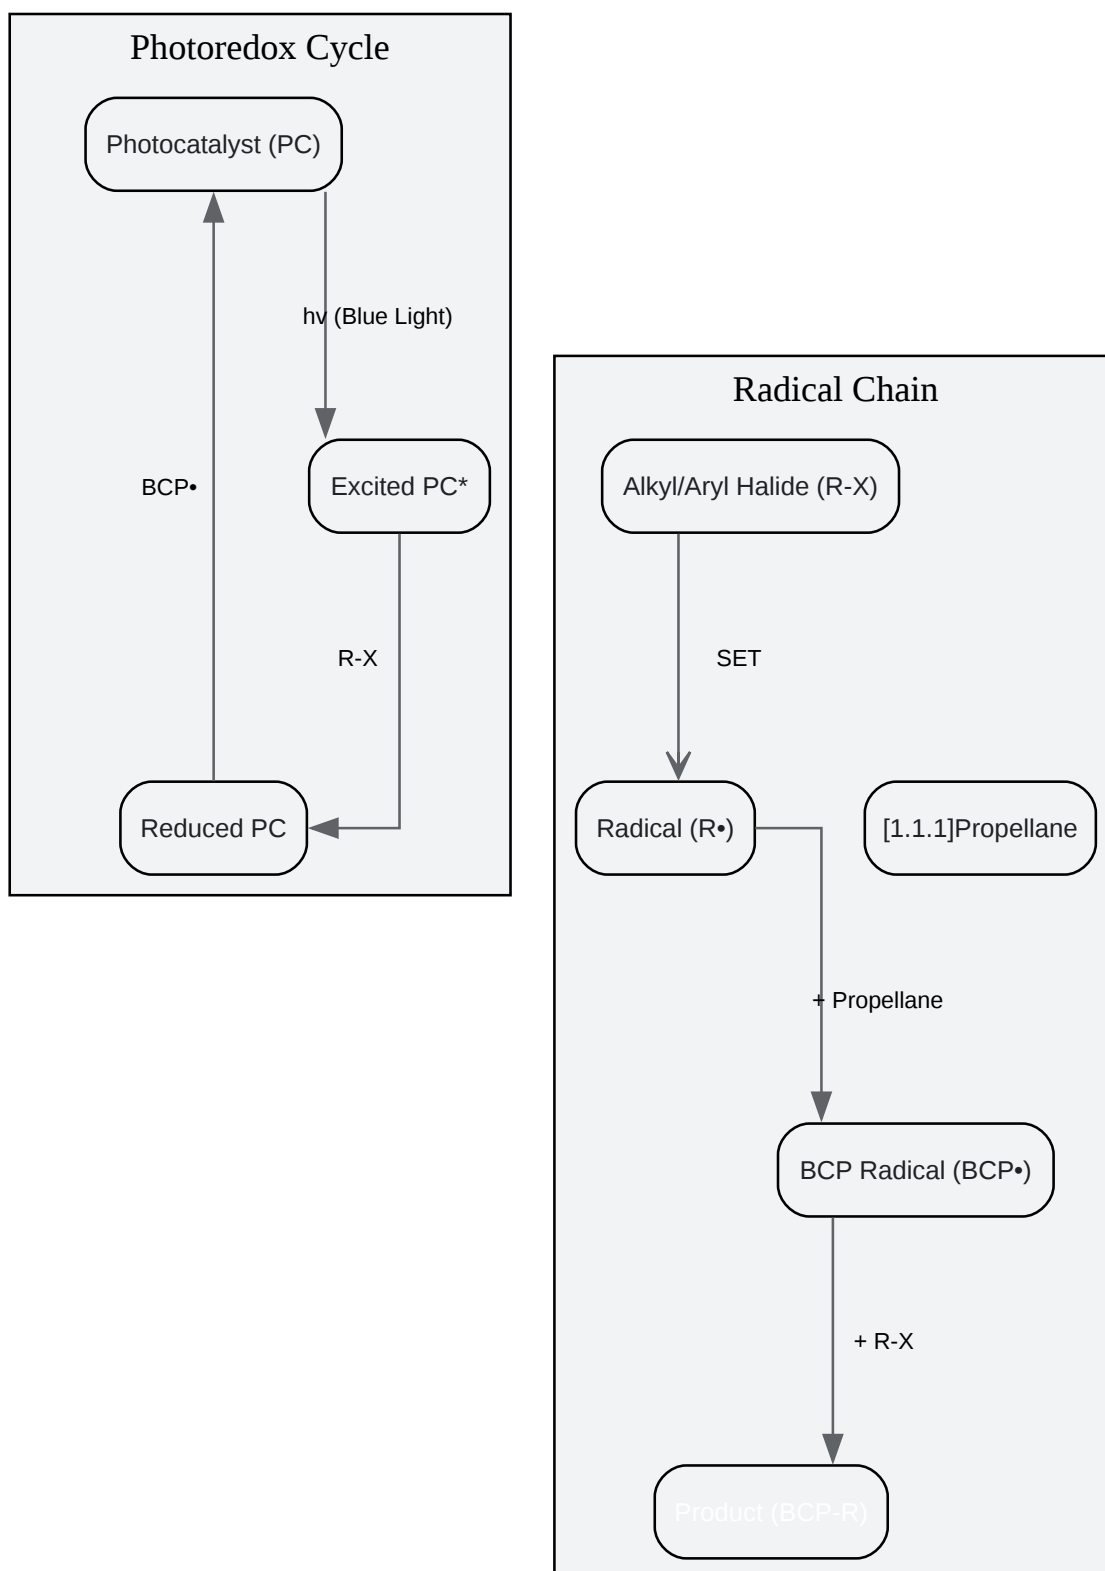 Photoredox Cycle
Photocatalyst (PC)
hν (Blue Light)
BCP•
Excited PC*
R-X
Reduced PC
Radical Chain
Alkyl/Aryl Halide (R-X)
SET
Radical (R•)
[1.1.1]Propellane
+ Propellane
BCP Radical (BCP•)
+ R-X
Product (BCP-R)